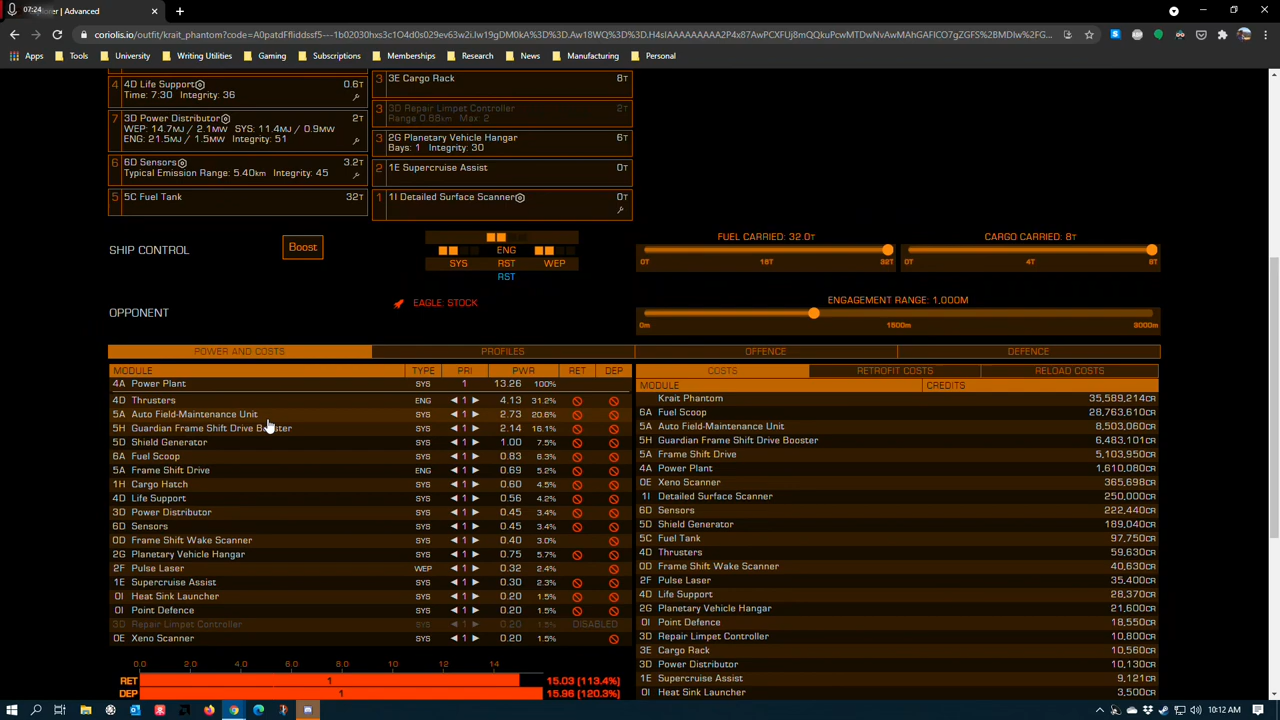 07:24
| Advanced
coriolis.io/outfit/krait_phantom?code=A0patdFfliddssf5---1b02030hxs3c1O4d0s029ev63w2iJw19gDM0kA%3D%3D.Aw18WQ%3D%3D.
Apps Tools University Writing Utilities Gaming Subscriptions Memberships Research News Manufacturing Personal
4 4D Life Support 0.6T
Time: 7:30 Integrity: 36
7 3D Power Distributor 2T
WEP: 14.7MJ / 2.1MW SYS: 11.4MJ / 0.9MW
ENG: 21.5MJ / 1.5MW Integrity: 51
6 6D Sensors 3.2T
Typical Emission Range: 5.40km Integrity: 45
5 5C Fuel Tank 32T
3 3E Cargo Rack 8T
3 3D Repair Limpet Controller 2T
Range 0.66km Max: 2
3 2G Planetary Vehicle Hangar 6T
Bays: 1 Integrity: 30
2 1E Supercruise Assist 0T
1 1I Detailed Surface Scanner 0T
SHIP CONTROL
Boost
ENG
SYS RST WEP
RST
FUEL CARRIED: 32.0T
0T 16T 32T
CARGO CARRIED: 8T
0T 4T 8T
OPPONENT
EAGLE: STOCK
ENGAGEMENT RANGE: 1,000M
0m 1500m 3000m
POWER AND COSTS PROFILES OFFENCE DEFENCE
MODULE TYPE PRI PWR RET DEP
4A Power Plant SYS 1 13.26 100%
4D Thrusters ENG 1 4.13 31.2%
5A Auto Field-Maintenance Unit SYS 1 2.73 20.6%
5H Guardian Frame Shift Drive Booster SYS 1 2.14 16.1%
5D Shield Generator SYS 1 1.00 7.5%
6A Fuel Scoop SYS 1 0.83 6.3%
5A Frame Shift Drive ENG 1 0.69 5.2%
1H Cargo Hatch SYS 1 0.60 4.5%
4D Life Support SYS 1 0.56 4.2%
3D Power Distributor SYS 1 0.45 3.4%
6D Sensors SYS 1 0.45 3.4%
0D Frame Shift Wake Scanner SYS 1 0.40 3.0%
2G Planetary Vehicle Hangar SYS 1 0.75 5.7%
2F Pulse Laser WEP 1 0.32 2.4%
1E Supercruise Assist SYS 1 0.30 2.3%
0I Heat Sink Launcher SYS 1 0.20 1.5%
0I Point Defence SYS 1 0.20 1.5%
3D Repair Limpet Controller SYS 1 0.20 1.5% DISABLED
0E Xeno Scanner SYS 1 0.20 1.5%
0.0 2.0 4.0 6.0 8.0 10 12 14
RET 1 15.03 (113.4%)
DEP 1 15.96 (120.3%)
COSTS RETROFIT COSTS RELOAD COSTS
MODULE CREDITS
Krait Phantom 35,589,214CR
6A Fuel Scoop 28,763,610CR
5A Auto Field-Maintenance Unit 8,503,060CR
5H Guardian Frame Shift Drive Booster 6,483,101CR
5A Frame Shift Drive 5,103,950CR
4A Power Plant 1,610,080CR
0E Xeno Scanner 365,698CR
1I Detailed Surface Scanner 250,000CR
6D Sensors 222,440CR
5D Shield Generator 189,040CR
5C Fuel Tank 97,750CR
4D Thrusters 59,630CR
0D Frame Shift Wake Scanner 40,630CR
2F Pulse Laser 35,400CR
4D Life Support 28,370CR
2G Planetary Vehicle Hangar 21,600CR
0I Point Defence 18,550CR
3D Repair Limpet Controller 10,800CR
3E Cargo Rack 10,560CR
3D Power Distributor 10,130CR
1E Supercruise Assist 9,121CR
0I Heat Sink Launcher 3,500CR
10:12 AM